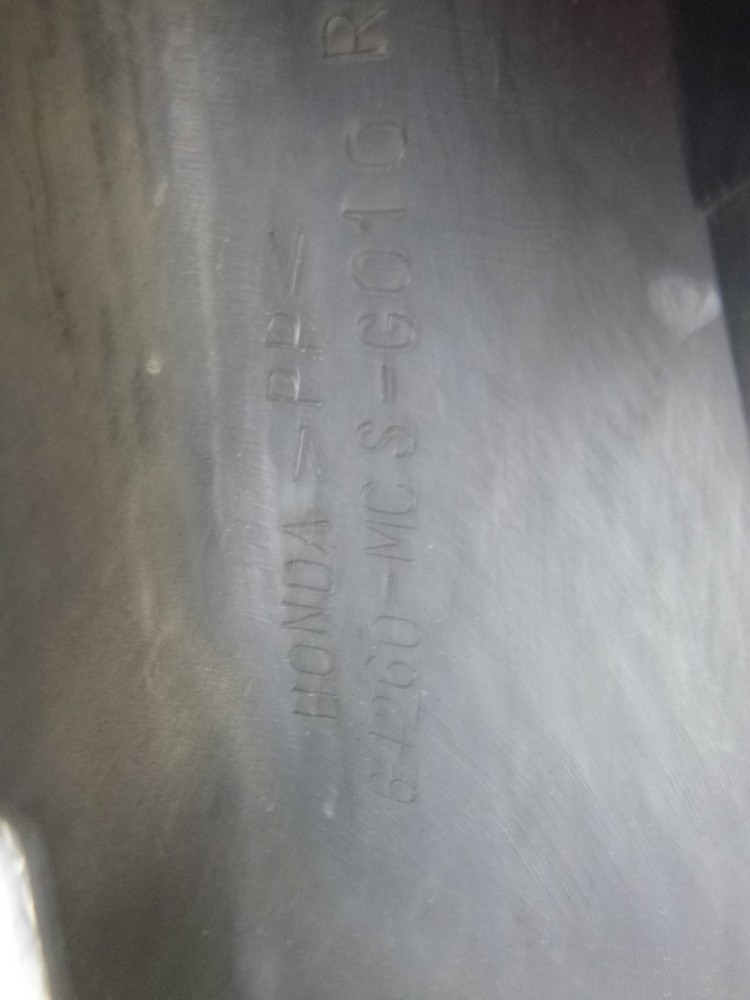 HONDA >PP<
64260-MCS-G010 R